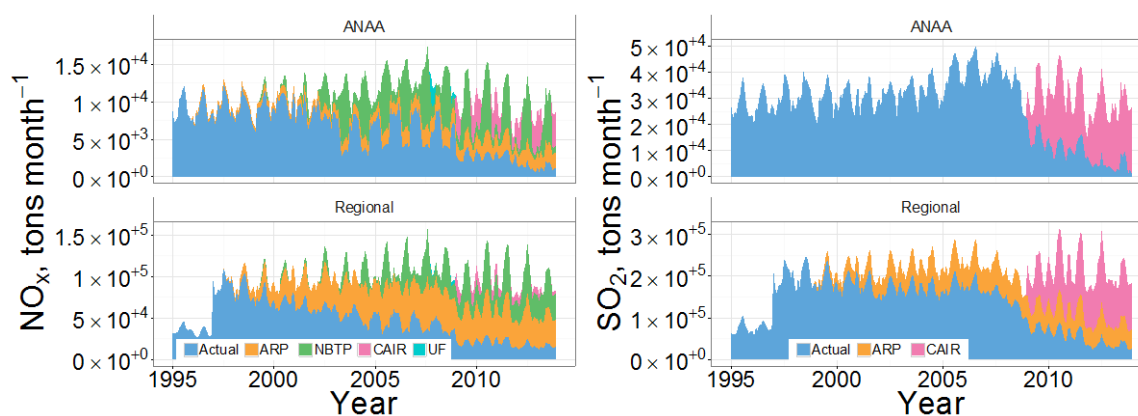 ANAA
NOx, tons month−1
1.5 × 10+4
1 × 10+4
5 × 10+3
0 × 10+0
Regional
1.5 × 10+5
1 × 10+5
5 × 10+4
0 × 10+0
Actual ARP NBTP CAIR UF
1995 2000 2005 2010
Year
ANAA
SO2, tons month−1
5 × 10+4
4 × 10+4
3 × 10+4
2 × 10+4
1 × 10+4
0 × 10+4
Regional
3 × 10+5
2 × 10+5
1 × 10+5
0 × 10+0
Actual ARP CAIR
1995 2000 2005 2010
Year